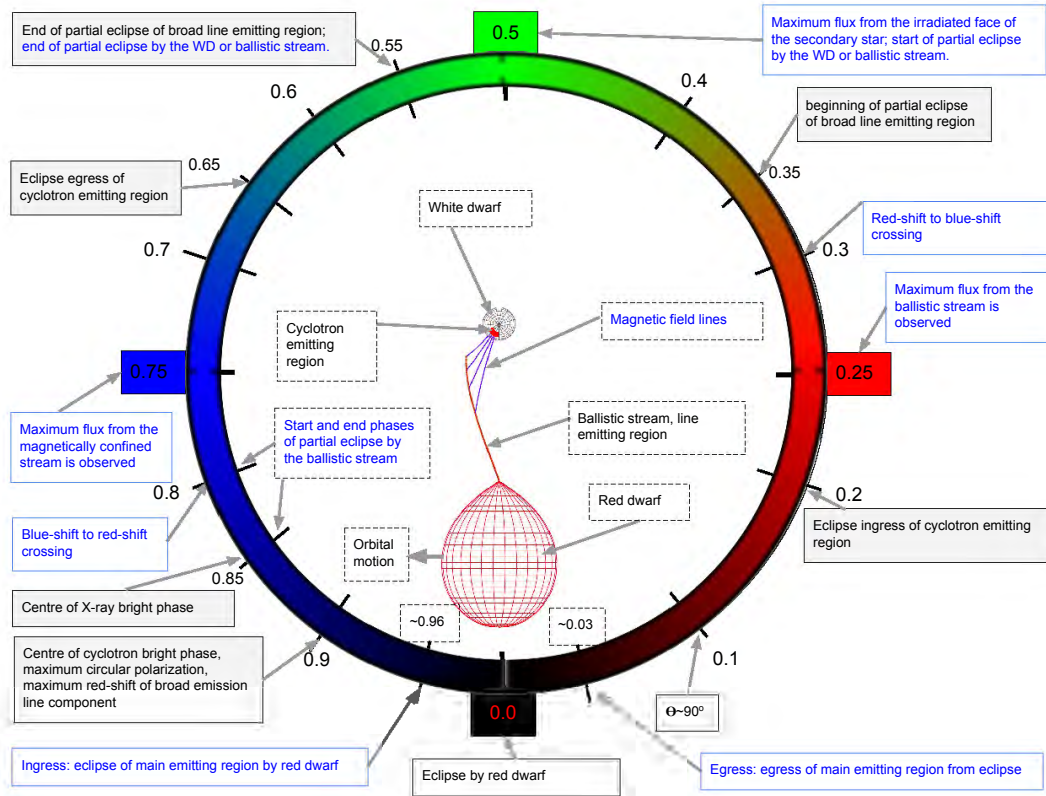 End of partial eclipse of broad line emitting region;
end of partial eclipse by the WD or ballistic stream.
0.55
0.5
Maximum flux from the irradiated face of
the secondary star; start of partial eclipse
by the WD or ballistic stream.
0.6
0.4
beginning of partial eclipse
of broad line emitting region
0.65
Eclipse egress of
cyclotron emitting region
0.35
White dwarf
Red-shift to blue-shift
crossing
0.7
0.3
Cyclotron
emitting
region
Magnetic field lines
Maximum flux from the
ballistic stream is
observed
0.75
0.25
Maximum flux from the
magnetically confined
stream is observed
Start and end phases
of partial eclipse by
the ballistic stream
Ballistic stream, line
emitting region
0.8
0.2
Red dwarf
Blue-shift to red-shift
crossing
Orbital
motion
Eclipse ingress of cyclotron emitting
region
0.85
Centre of X-ray bright phase
~0.96
~0.03
Centre of cyclotron bright phase,
maximum circular polarization,
maximum red-shift of broad emission
line component
0.9
0.1
0.0
Θ~90º
Ingress: eclipse of main emitting region by red dwarf
Eclipse by red dwarf
Egress: egress of main emitting region from eclipse